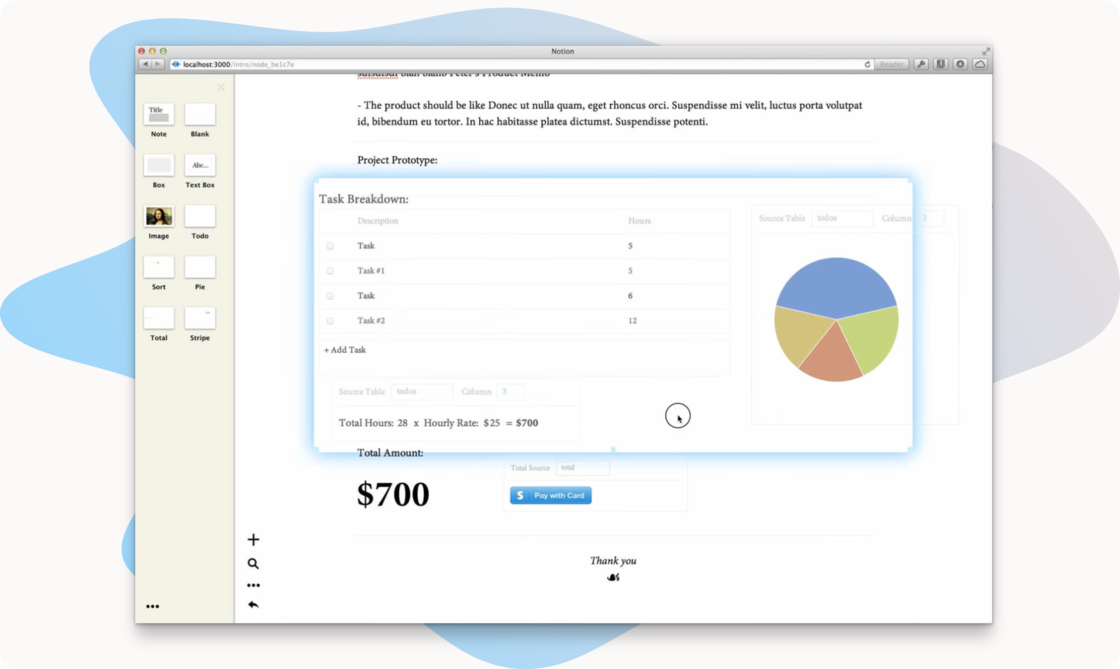 Notion
localhost:3000/intro/node_be1c7e
Reader
Title
Note
Blank
Box
Abc...
Text Box
Image
Todo
Sort
Pie
Total
Stripe
Peter's Product Memo
- The product should be like Donec ut nulla quam, eget rhoncus orci. Suspendisse mi velit, luctus porta volutpat
id, bibendum eu tortor. In hac habitasse platea dictumst. Suspendisse potenti.
Project Prototype:
Task Breakdown:
Description Hours
Task 5
Task #1 5
Task 6
Task #2 12
+ Add Task
Source Table todos Column 3
Source Table todos Column 3
Total Hours: 28 x Hourly Rate: $25 = $700
Total Amount:
$700
Total Source total
$ Pay with Card
Thank you